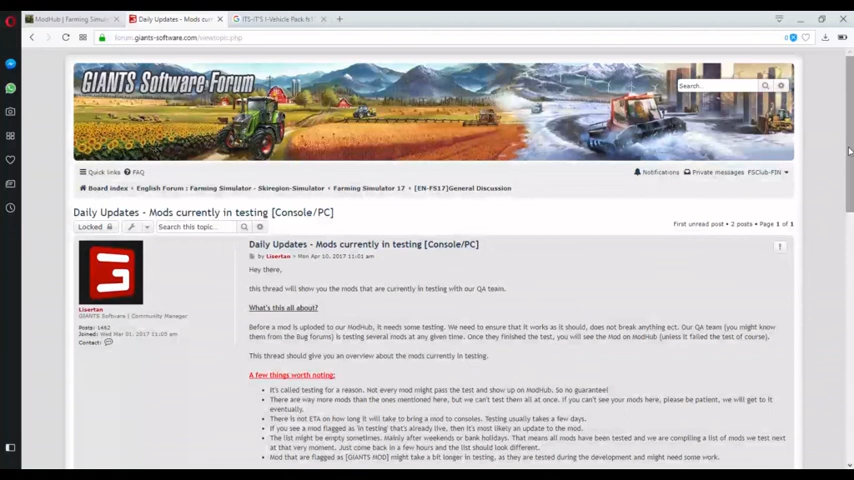 ModHub | Farming Simula
Daily Updates - Mods curr
ITS-IT'S I-Vehicle Pack ft
forum.giants-software.com/viewtopic.php
GIANTS SOFTWARE FORUM
Search...
Quick links FAQ
Notifications Private messages FSClub-FIN
Board index ‹ English Forum : Farming Simulator - Skiregion-Simulator ‹ Farming Simulator 17 ‹ [EN-FS17]General Discussion
Daily Updates - Mods currently in testing [Console/PC]
Locked Search this topic...
First unread post • 2 posts • Page 1 of 1
Daily Updates - Mods currently in testing [Console/PC]
by Lisertan » Mon Apr 10, 2017 11:01 am
Hey there,
this thread will show you the mods that are currently in testing with our QA team.
What's this all about?
Lisertan
GIANTS Software | Community Manager
Posts: 1462
Joined: Wed Mar 01, 2017 11:05 am
Contact:
Before a mod is uploded to our ModHub, it needs some testing. We need to ensure that it works as it should, does not break anything ect. Our QA team (you might know
them from the Bug forums) is testing several mods at any given time. Once they finished the test, you will see the Mod on ModHub (unless it failed the test of course).
This thread should give you an overview about the mods currently in testing.
A few things worth noting:
• It's called testing for a reason. Not every mod might pass the test and show up on ModHub. So no guarantee!
• There are way more mods than the ones mentioned here, but we can't test them all at once. If you can't see your mods here, please be patient, we will get to it
eventually.
• There is not ETA on how long it will take to bring a mod to consoles. Testing usually takes a few days.
• If you see a mod flagged as 'in testing' that's already live, then it's most likely an update to the mod.
• The list might be empty sometimes. Mainly after weekends or bank holidays. That means all mods have been tested and we are compiling a list of mods we test next
at that very moment. Just come back in a few hours and the list should look different.
• Mod that are flagged as [GIANTS MOD] might take a bit longer in testing, as they are tested during the development and might need some work.